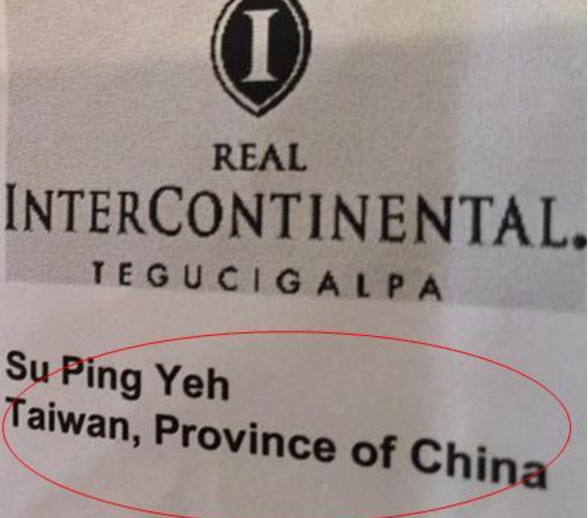 I
REAL
INTERCONTINENTAL.
TEGUCIGALPA
Su Ping Yeh
Taiwan, Province of China